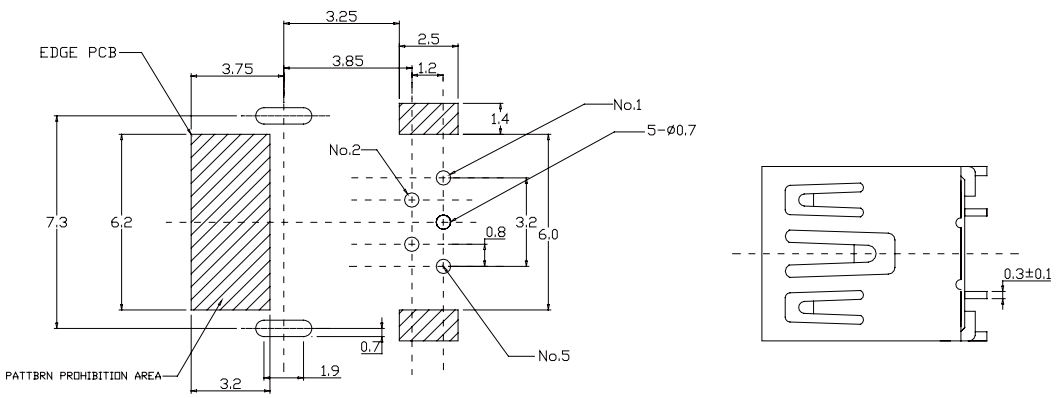 3.25
2.5
EDGE PCB
3.75
3.85
1.2
No.1
1.4
5-Ø0.7
No.2
7.3
6.2
3.2
6.0
0.8
0.3±0.1
0.7
No.5
PATTBRN PROHIBITION AREA
3.2
1.9